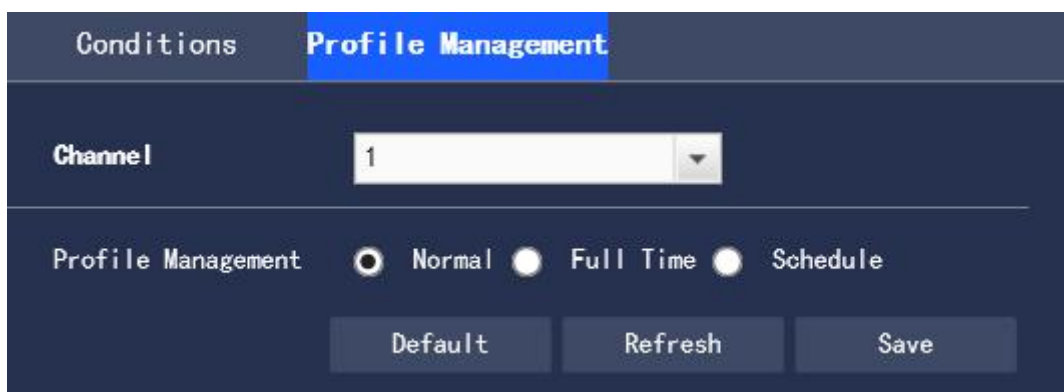 Conditions Profile Management
Channel 1
Profile Management Normal Full Time Schedule
Default Refresh Save